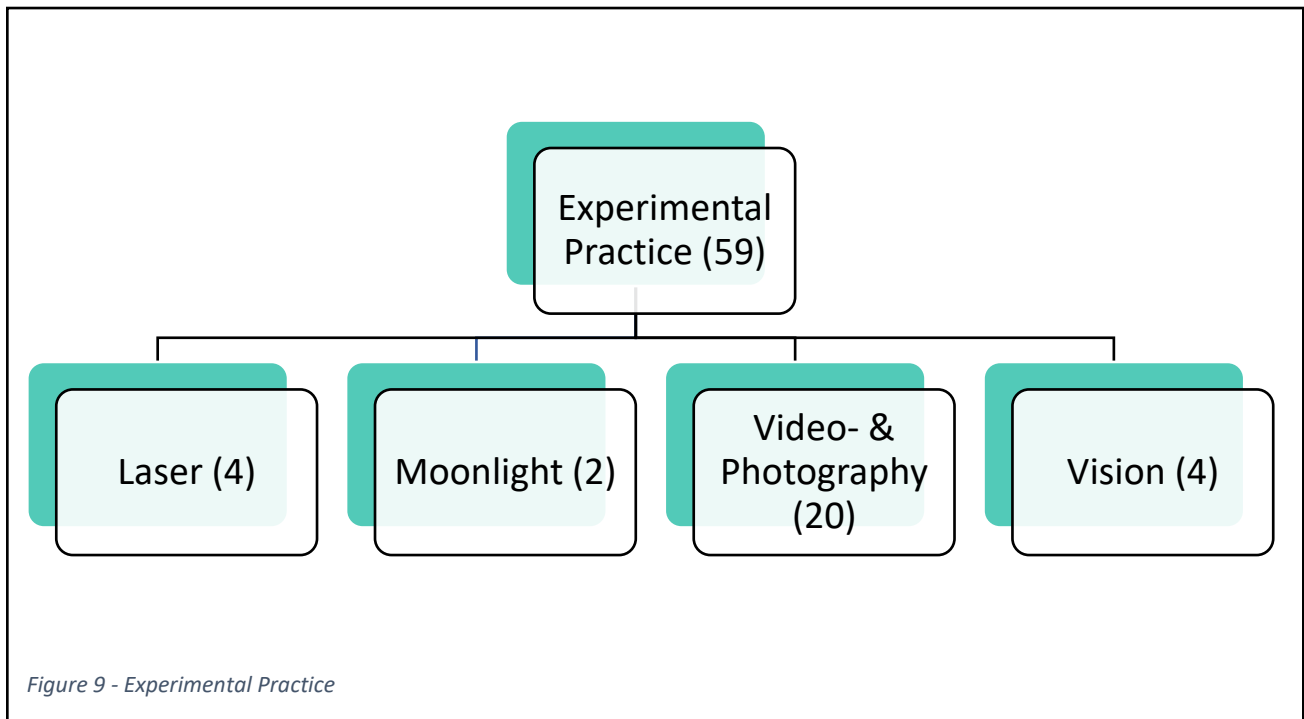 Experimental
Practice (59)
Laser (4)
Moonlight (2)
Video- &
Photography
(20)
Vision (4)
Figure 9 - Experimental Practice